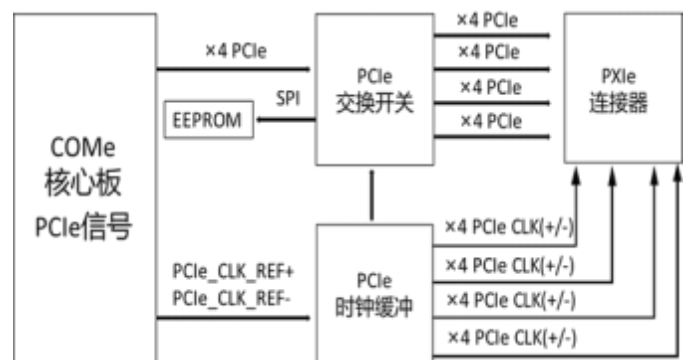 COMe
核心板
PCIe信号
×4 PCIe
SPI
EEPROM
PCIe_CLK_REF+
PCIe_CLK_REF-
PCIe
交换开关
PCIe
时钟缓冲
×4 PCIe
×4 PCIe
×4 PCIe
×4 PCIe
PXIe
连接器
×4 PCIe CLK(+/-)
×4 PCIe CLK(+/-)
×4 PCIe CLK(+/-)
×4 PCIe CLK(+/-)